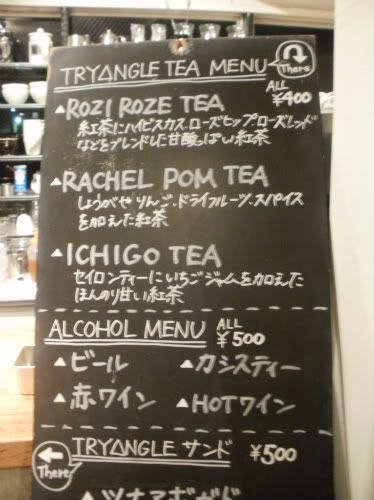 TRYANGLE TEA MENU
There
ALL
¥400
▲ROZI ROZE TEA
紅茶にハイビスカス、ローズヒップ、ローズレッド
などをブレンドした甘酸っぱい紅茶
▲RACHEL POM TEA
しょうがやりんご、ドライフルーツ、スパイス
を加えた紅茶
▲ICHIGO TEA
セイロンティーにいちごジャムを加えた
ほんのり甘い紅茶
ALCOHOL MENU ALL ¥500
▲ビール ▲カシスティー
▲赤ワイン ▲HOTワイン
There
TRYANGLE サンド ¥500